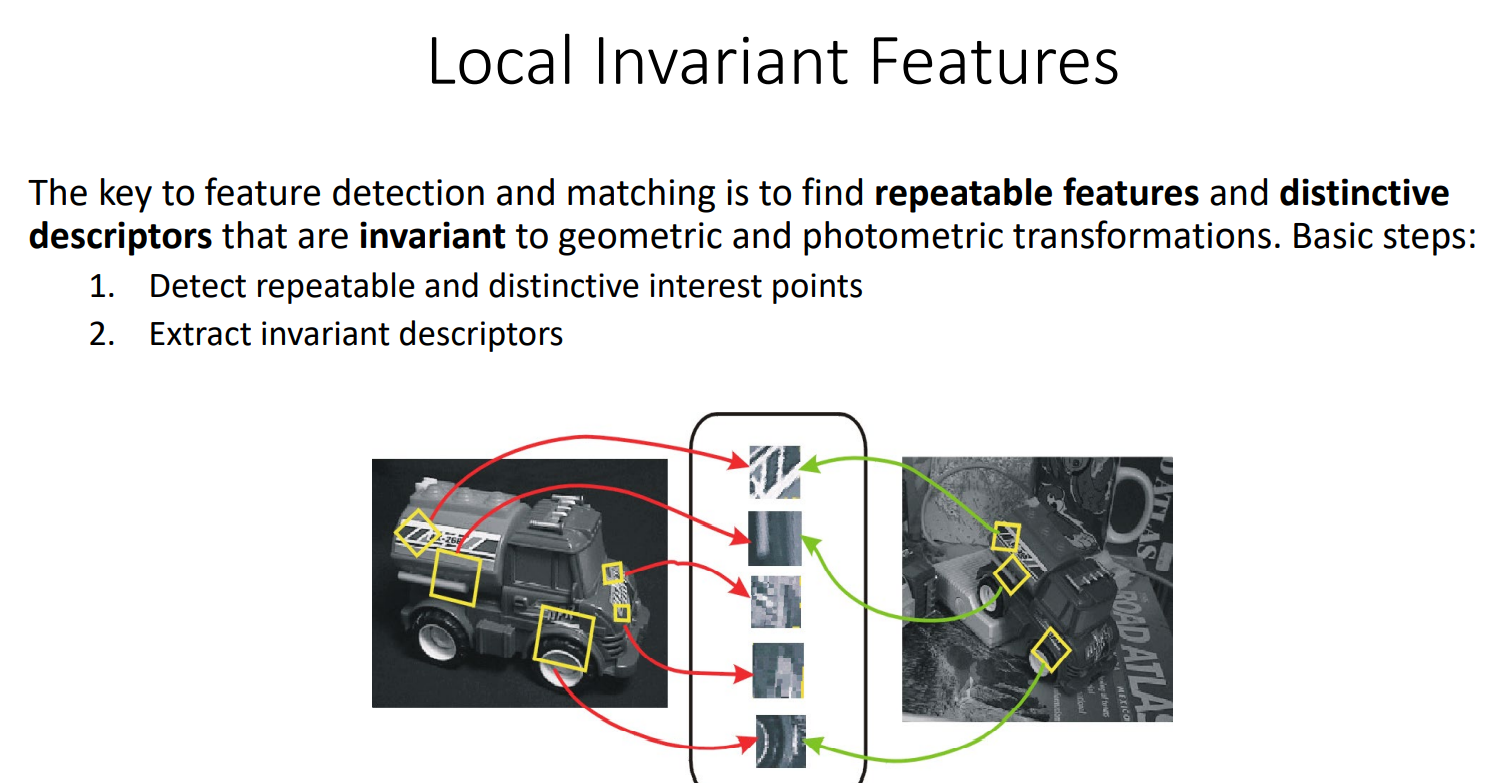 Local Invariant Features
The key to feature detection and matching is to find repeatable features and distinctive
descriptors that are invariant to geometric and photometric transformations. Basic steps:
1. Detect repeatable and distinctive interest points
2. Extract invariant descriptors
ATLAS
ROAD ATLAS
MEXICO